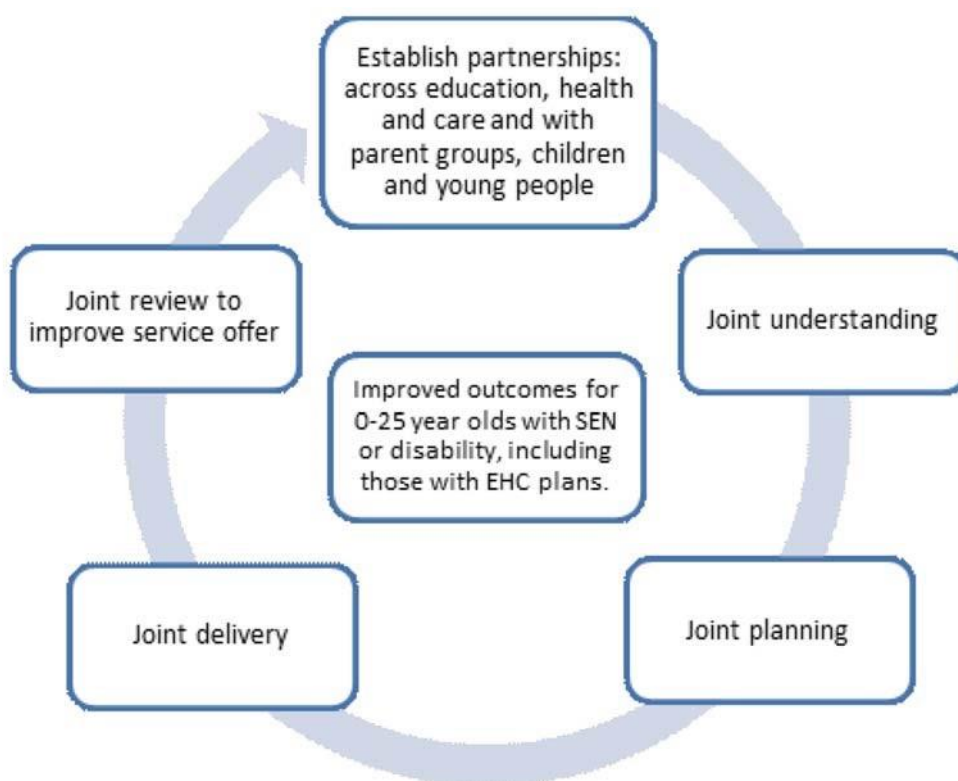 Establish partnerships:
across education, health
and care and with
parent groups, children
and young people
Joint understanding
Joint planning
Joint delivery
Joint review to
improve service offer
Improved outcomes for
0-25 year olds with SEN
or disability, including
those with EHC plans.